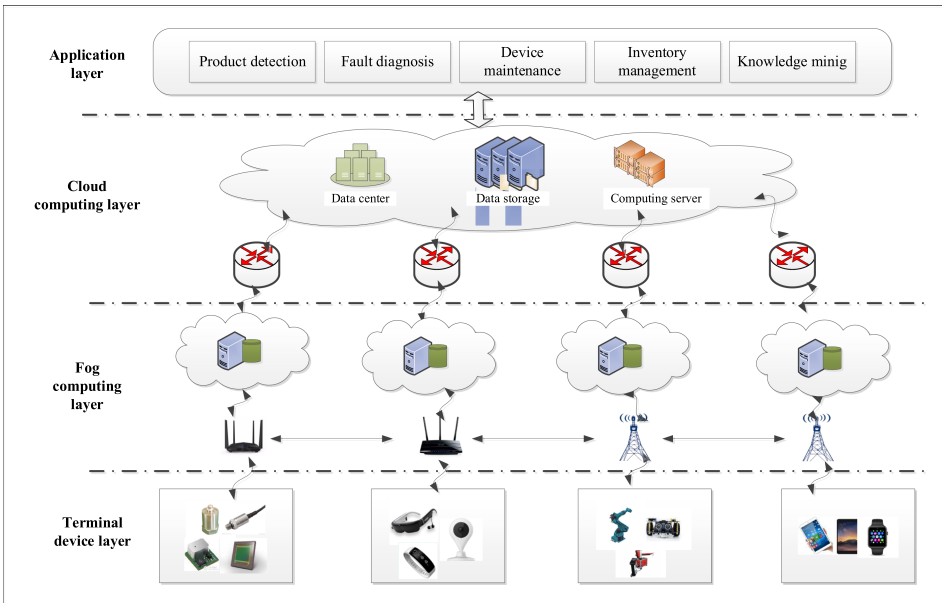 Application
layer
Product detection
Fault diagnosis
Device
maintenance
Inventory
management
Knowledge minig
Cloud
computing layer
Data center
Data storage
Computing server
Fog
computing
layer
Terminal
device layer